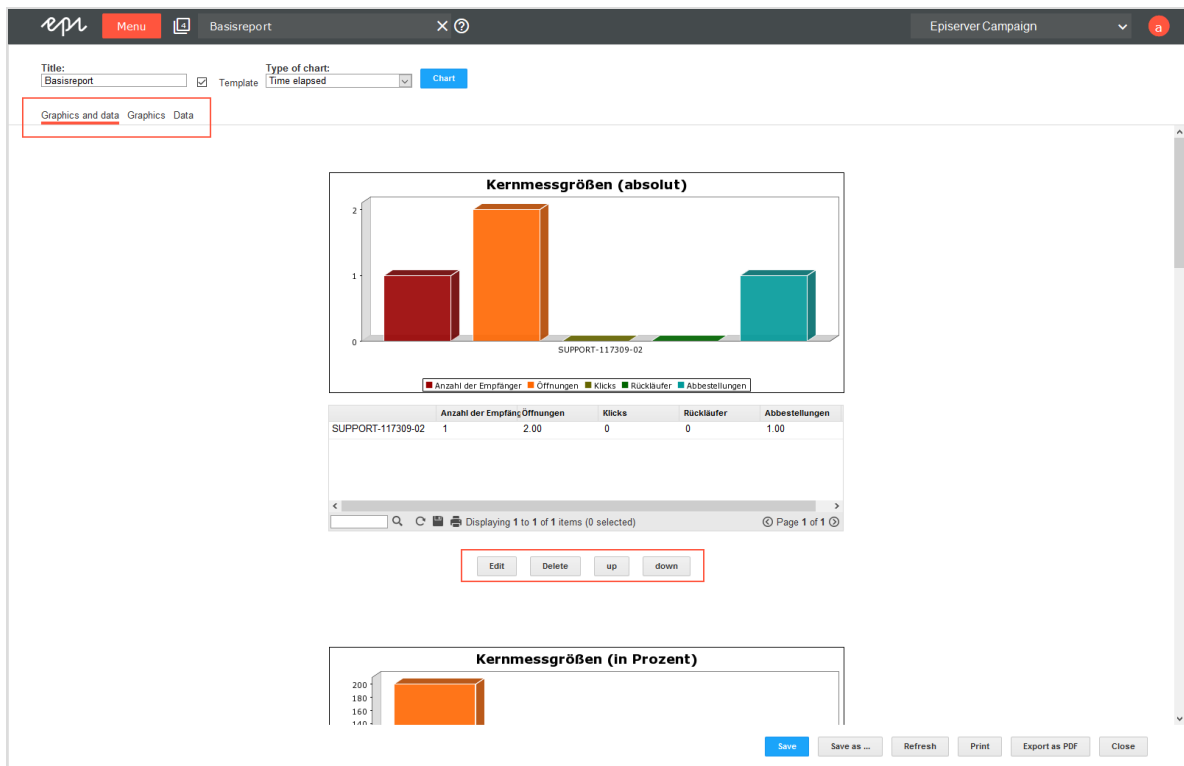 epi Menu 4 Basisreport Episerver Campaign a
Title: Type of chart:
Basisreport Template Time elapsed Chart
Graphics and data Graphics Data
Kernmessgrößen (absolut)
2
1
0
SUPPORT-117309-02
Anzahl der Empfänger Öffnungen Klicks Rückläufer Abbestellungen
Anzahl der Empfäng Öffnungen Klicks Rückläufer Abbestellungen
SUPPORT-117309-02 1 2.00 0 0 1.00
Displaying 1 to 1 of 1 items (0 selected) Page 1 of 1
Edit Delete up down
Kernmessgrößen (in Prozent)
200
180
160
140
Save Save as ... Refresh Print Export as PDF Close